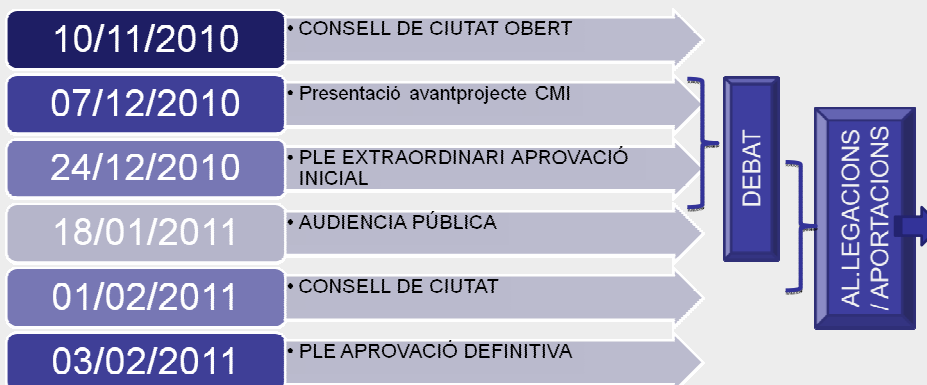 10/11/2010
• CONSELL DE CIUTAT OBERT
07/12/2010
• Presentació avantprojecte CMI
24/12/2010
• PLE EXTRAORDINARI APROVACIÓ
INICIAL
18/01/2011
• AUDIENCIA PÚBLICA
01/02/2011
• CONSELL DE CIUTAT
03/02/2011
• PLE APROVACIÓ DEFINITIVA
DEBAT
AL.LEGACIONS
/ APORTACIONS